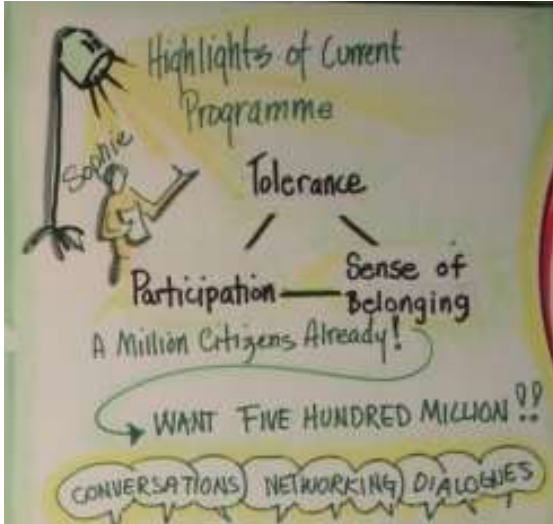 Highlights of Current
Programme
Sophie
Tolerance
Participation
Sense of
Belonging
A Million Citizens Already!
WANT FIVE HUNDRED MILLION!!
CONVERSATIONS NETWORKING DIALOGUES